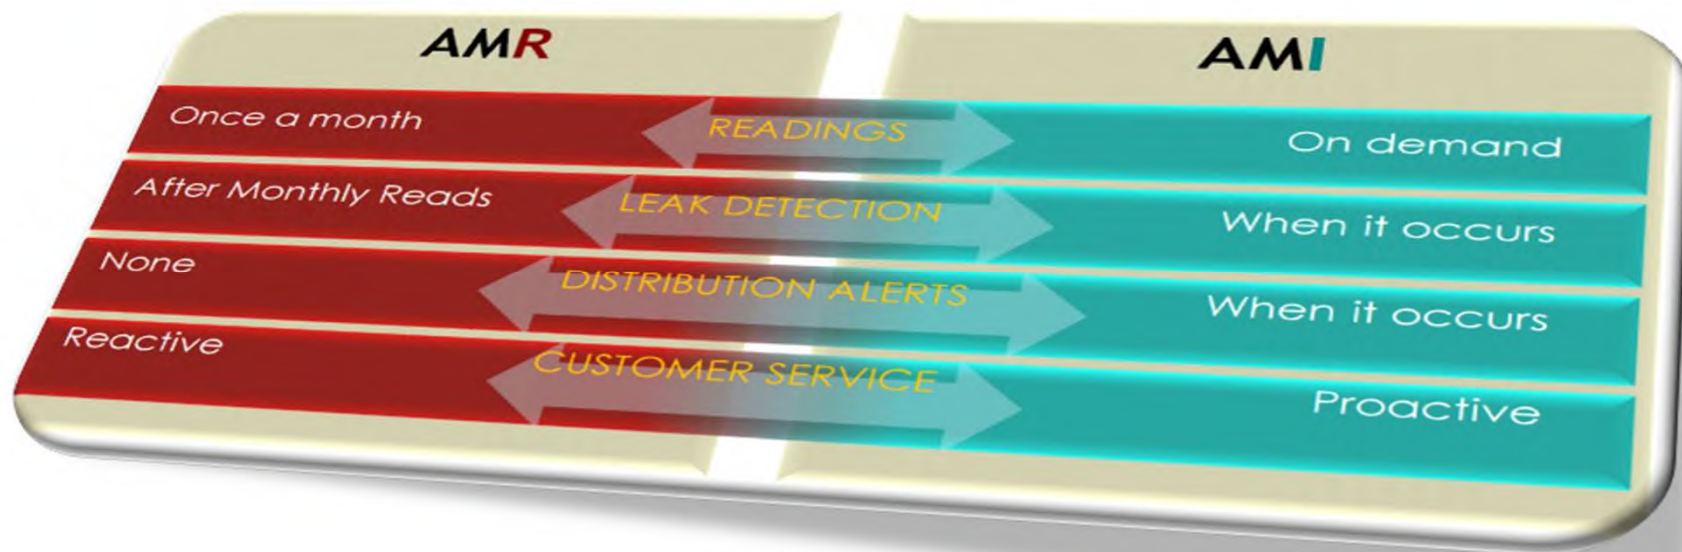 AMR
AMI
Once a month
READINGS
On demand
After Monthly Reads
LEAK DETECTION
When it occurs
None
DISTRIBUTION ALERTS
When it occurs
Reactive
CUSTOMER SERVICE
Proactive